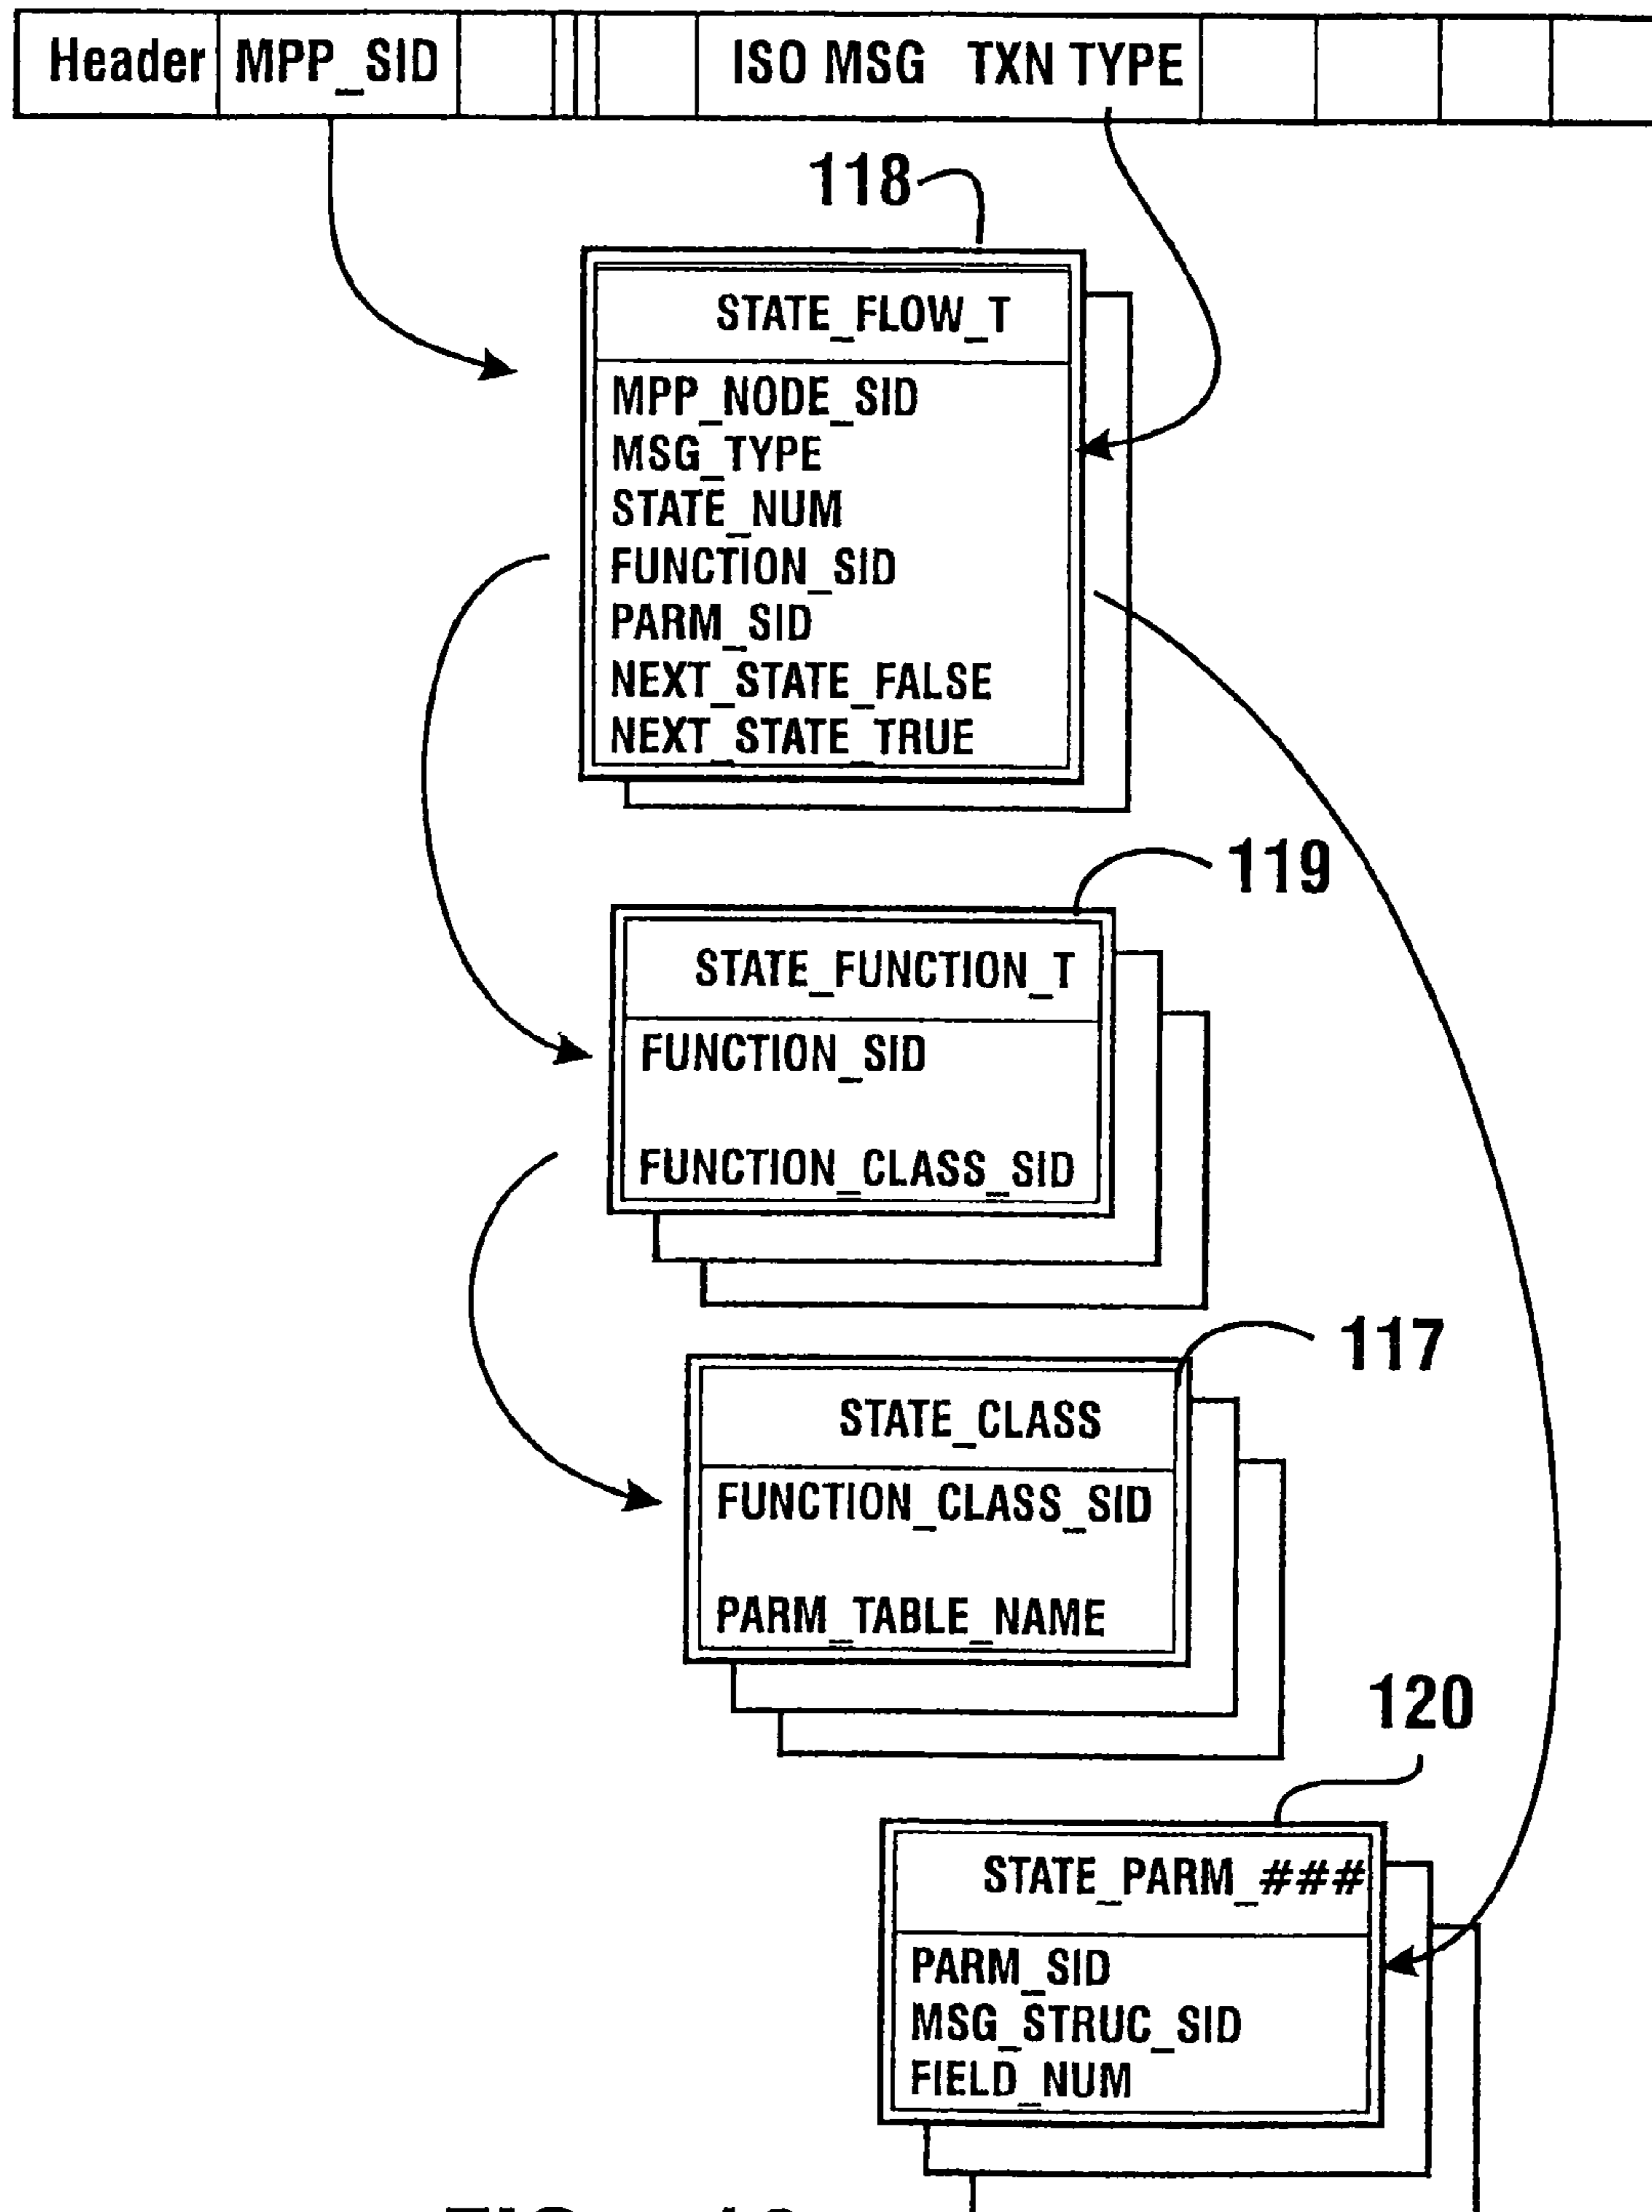 Header MPP_SID ISO MSG TXN TYPE
118
STATE_FLOW_T
MPP_NODE_SID
MSG_TYPE
STATE_NUM
FUNCTION_SID
PARM_SID
NEXT_STATE_FALSE
NEXT_STATE_TRUE
119
STATE_FUNCTION_T
FUNCTION_SID
FUNCTION_CLASS_SID
117
STATE_CLASS
FUNCTION_CLASS_SID
PARM_TABLE_NAME
120
STATE_PARM_###
PARM_SID
MSG_STRUC_SID
FIELD_NUM